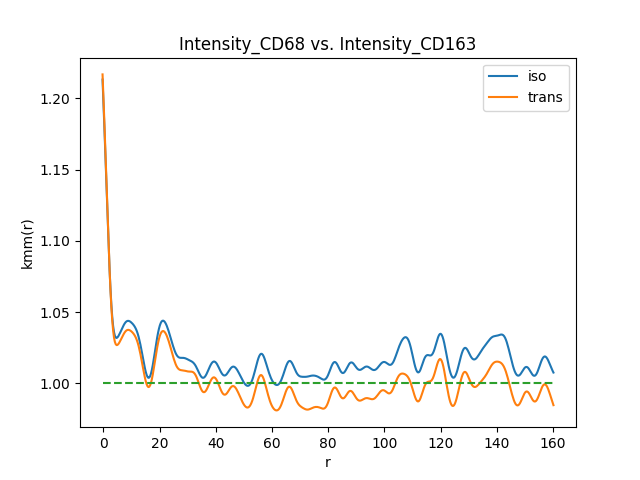 Intensity_CD68 vs. Intensity_CD163
iso
trans
kmm(r)
1.20
1.15
1.10
1.05
1.00
0 20 40 60 80 100 120 140 160
r